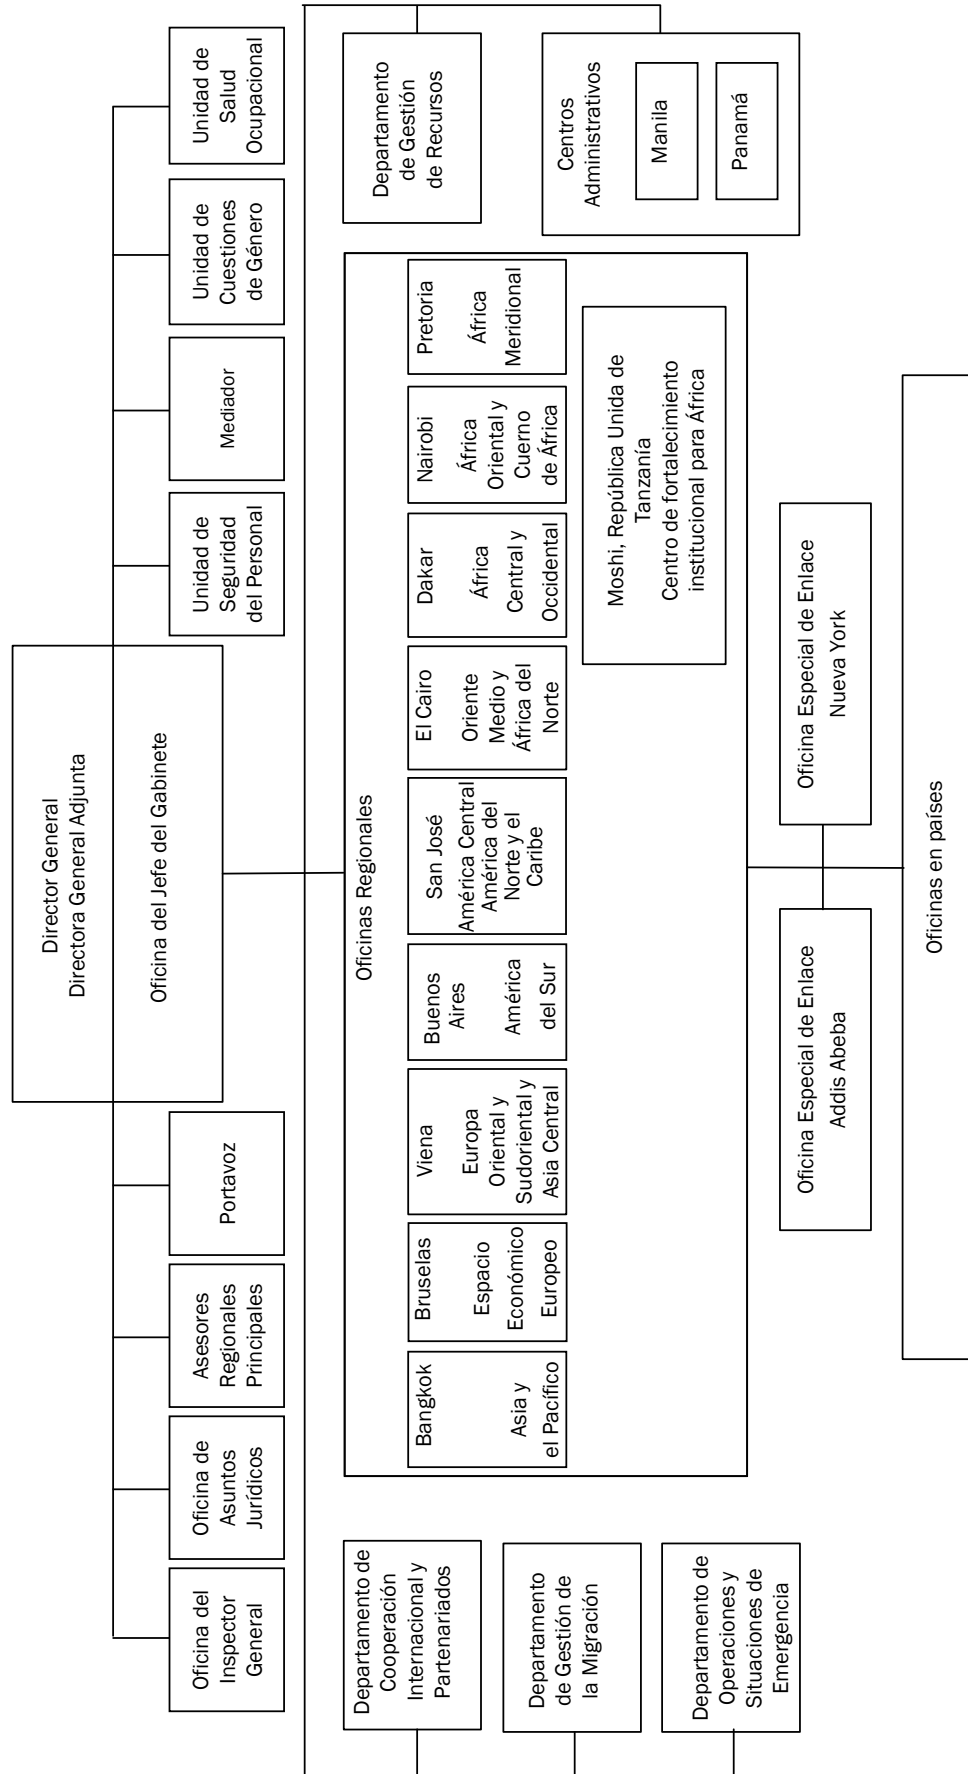 Director General
Directora General Adjunta
Oficina del Jefe del Gabinete
Oficina del
Inspector
General
Oficina de
Asuntos
Jurídicos
Asesores
Regionales
Principales
Portavoz
Unidad de
Seguridad
del Personal
Mediador
Unidad de
Cuestiones
de Género
Unidad de
Salud
Ocupacional
Departamento de
Cooperación
Internacional y
Partenariados
Departamento
de Gestión de
la Migración
Departamento de
Operaciones y
Situaciones de
Emergencia
Oficinas Regionales
Bangkok
Asia y
el Pacífico
Bruselas
Espacio
Económico
Europeo
Viena
Europa
Oriental y
Sudoriental y
Asia Central
Buenos
Aires
América
del Sur
San José
América Central
América del
Norte y el
Caribe
El Cairo
Oriente
Medio y
África del
Norte
Dakar
África
Central y
Occidental
Nairobi
África
Oriental y
Cuerno
de África
Pretoria
África
Meridional
Moshi, República Unida de
Tanzanía
Centro de fortalecimiento
institucional para África
Departamento
de Gestión
de Recursos
Centros
Administrativos
Manila
Panamá
Oficina Especial de Enlace
Addis Abeba
Oficina Especial de Enlace
Nueva York
Oficinas en países